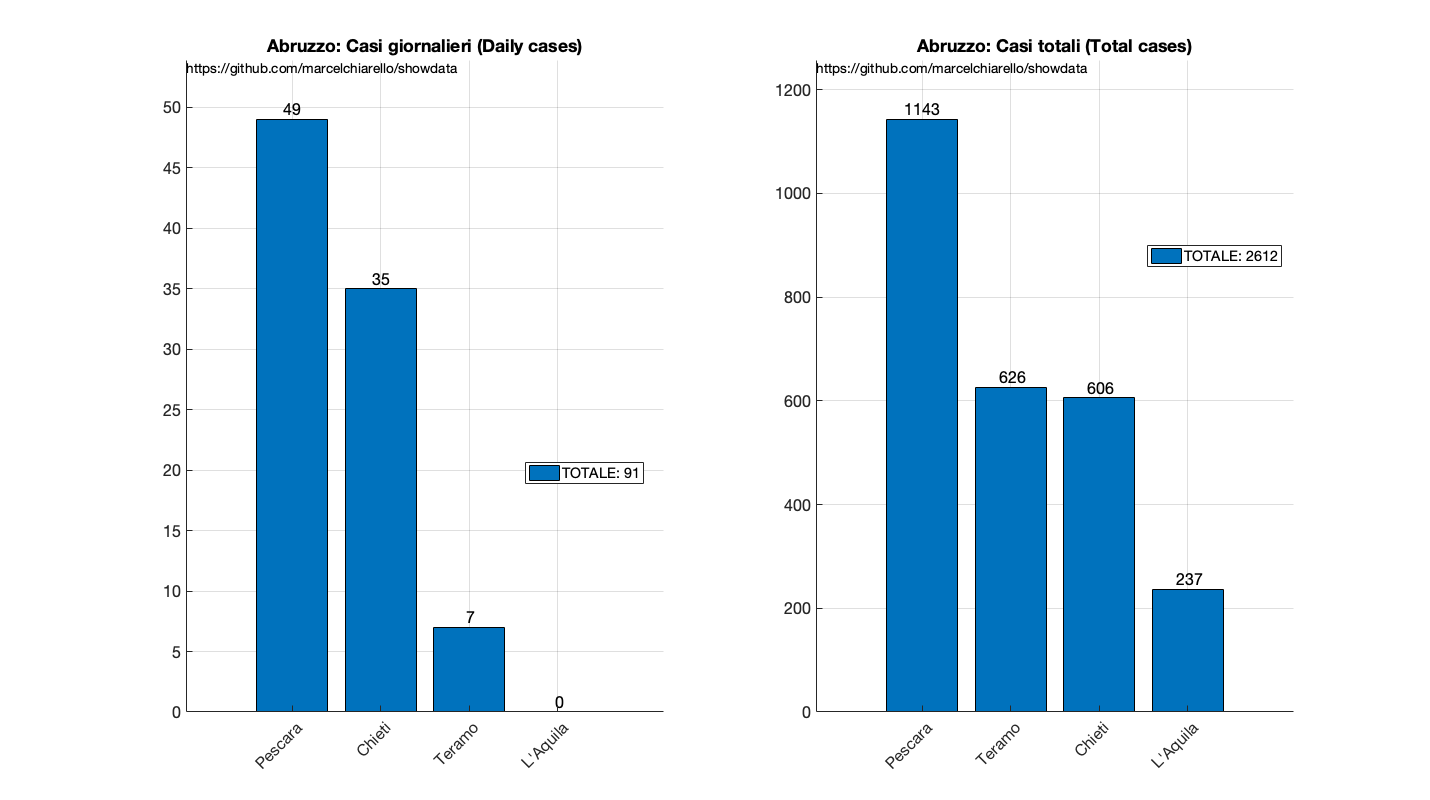 Abruzzo: Casi giornalieri (Daily cases)
https://github.com/marcelchiarello/showdata
50
45
40
35
30
25
20
15
10
5
0
49
35
7
0
TOTALE: 91
Pescara
Chieti
Teramo
L'Aquila
Abruzzo: Casi totali (Total cases)
https://github.com/marcelchiarello/showdata
1200
1000
800
600
400
200
0
1143
626
606
237
TOTALE: 2612
Pescara
Teramo
Chieti
L'Aquila